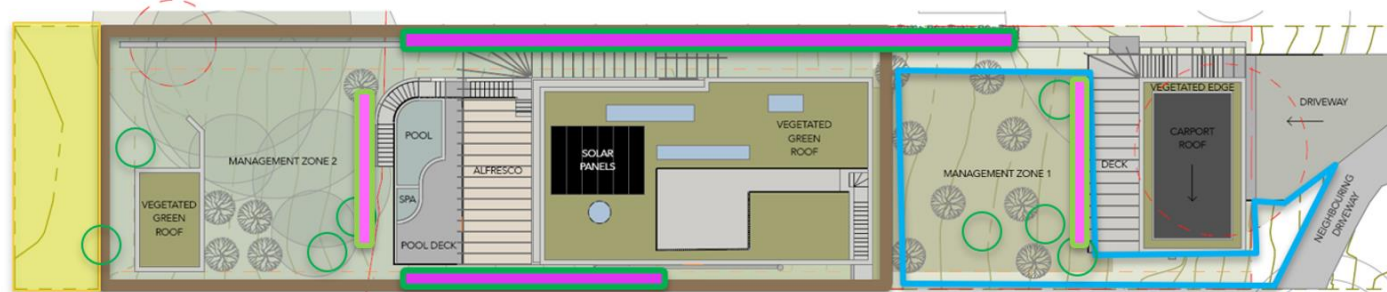 VEGETATED EDGE
DRIVEWAY
POOL
VEGETATED
GREEN
ROOF
CARPORT
ROOF
MANAGEMENT ZONE 2
SOLAR
PANELS
ALFRESCO
MANAGEMENT ZONE 1
DECK
SPA
VEGETATED
GREEN
ROOF
POOL DECK
NEIGHBOURING
DRIVEWAY